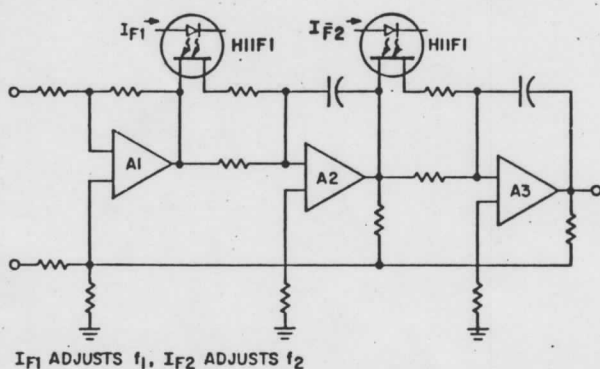 IF1
H11F1
IF2
H11F1
A1
A2
A3
IF1 ADJUSTS f1, IF2 ADJUSTS f2